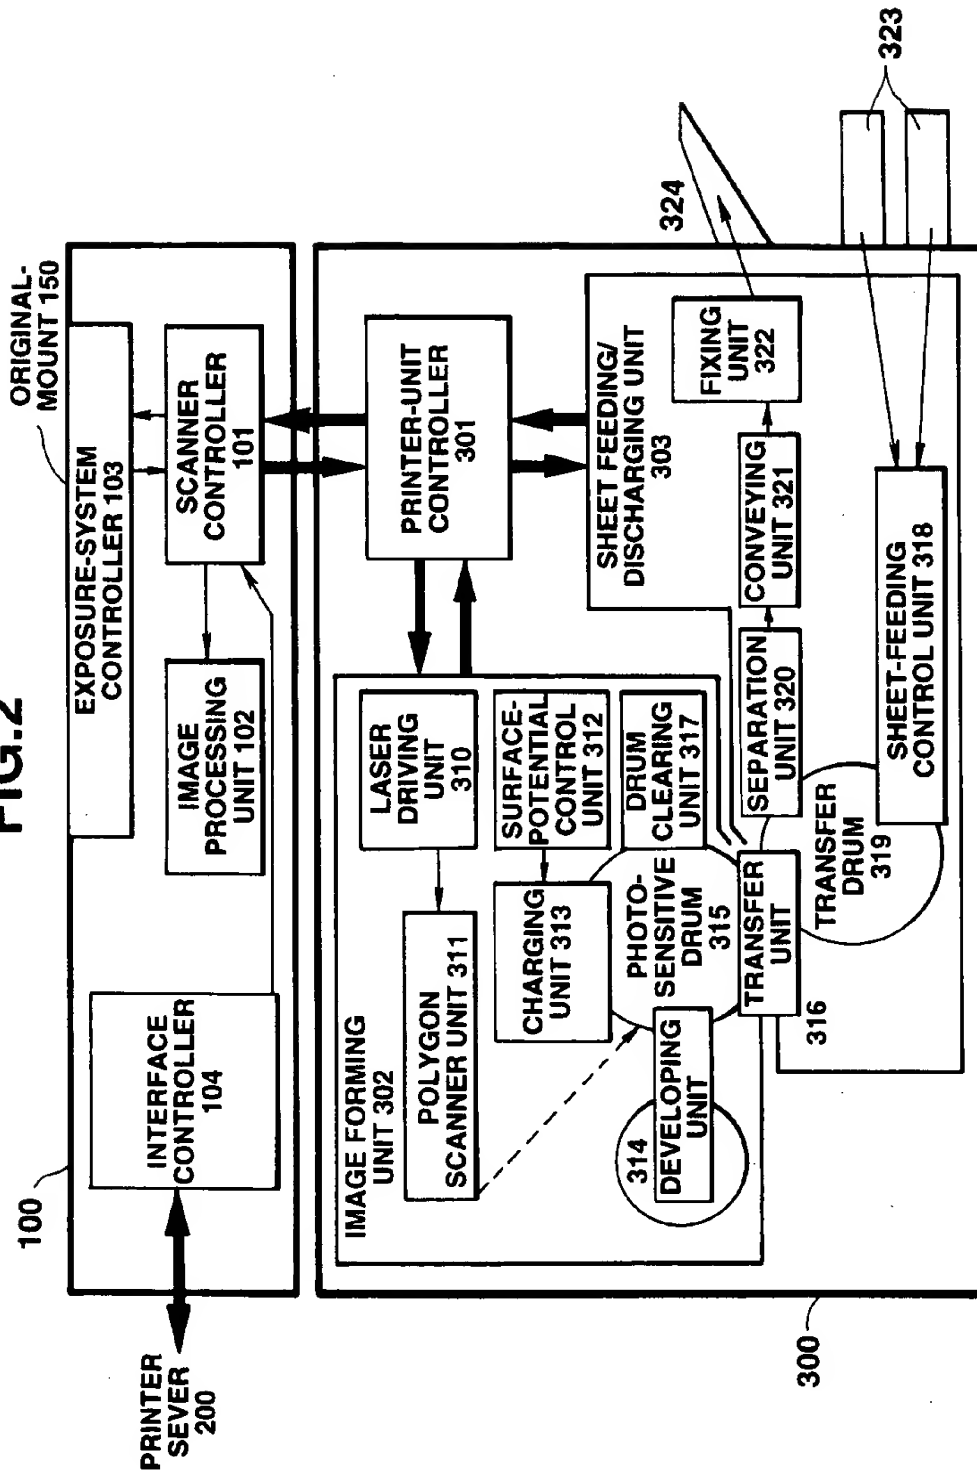 FIG.2
ORIGINAL-
MOUNT 150
100
EXPOSURE-SYSTEM
CONTROLLER 103
INTERFACE
CONTROLLER
104
IMAGE
PROCESSING
UNIT 102
SCANNER
CONTROLLER
101
PRINTER
SEVER
200
IMAGE FORMING
UNIT 302
POLYGON
SCANNER UNIT 311
LASER
DRIVING
UNIT
310
PRINTER-UNIT
CONTROLLER
301
CHARGING
UNIT 313
SURFACE-
POTENTIAL
CONTROL
UNIT 312
SHEET FEEDING/
DISCHARGING UNIT
303
314
DEVELOPING
UNIT
PHOTO-
SENSITIVE
DRUM
315
DRUM
CLEARING
UNIT 317
FIXING
UNIT
322
324
TRANSFER
UNIT
316
SEPARATION
UNIT 320
CONVEYING
UNIT 321
TRANSFER
DRUM
319
SHEET-FEEDING
CONTROL UNIT 318
323
300